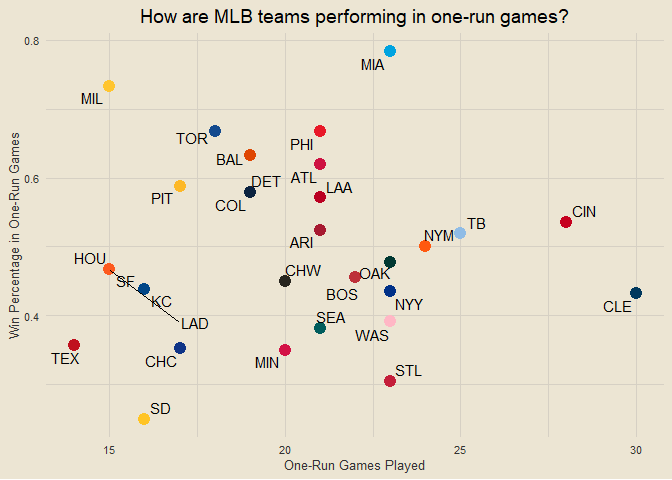 How are MLB teams performing in one-run games?
0.8
MIA
MIL
TOR
PHI
BAL
ATL
DET
0.6
LAA
PIT
COL
CIN
TB
ARI
NYM
HOU
CHW
OAK
SF
KC
BOS
NYY
CLE
LAD
SEA
0.4
WAS
TEX
CHC
MIN
STL
SD
15
20
25
30
One-Run Games Played
Win Percentage in One-Run Games